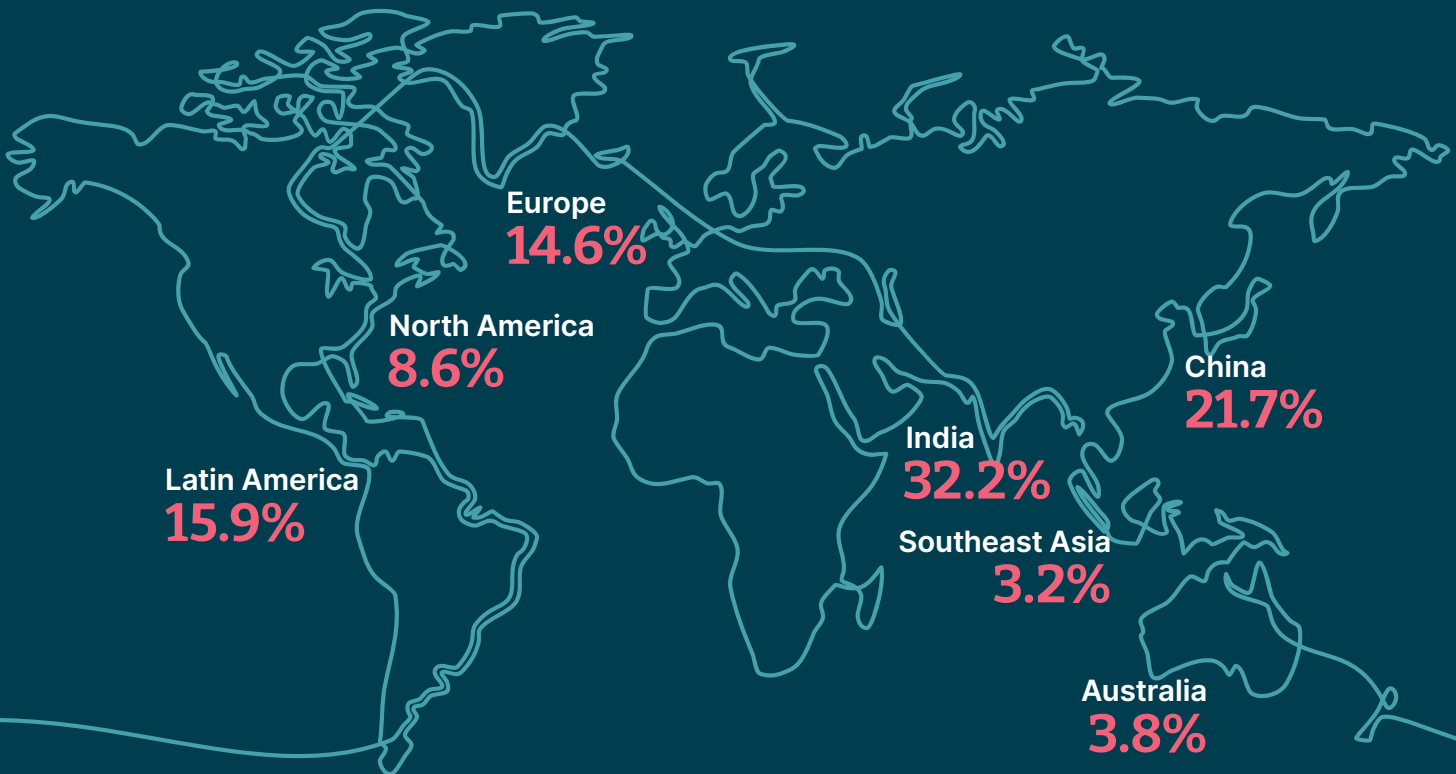 Europe
14.6%
North America
8.6%
China
21.7%
India
32.2%
Latin America
15.9%
Southeast Asia
3.2%
Australia
3.8%